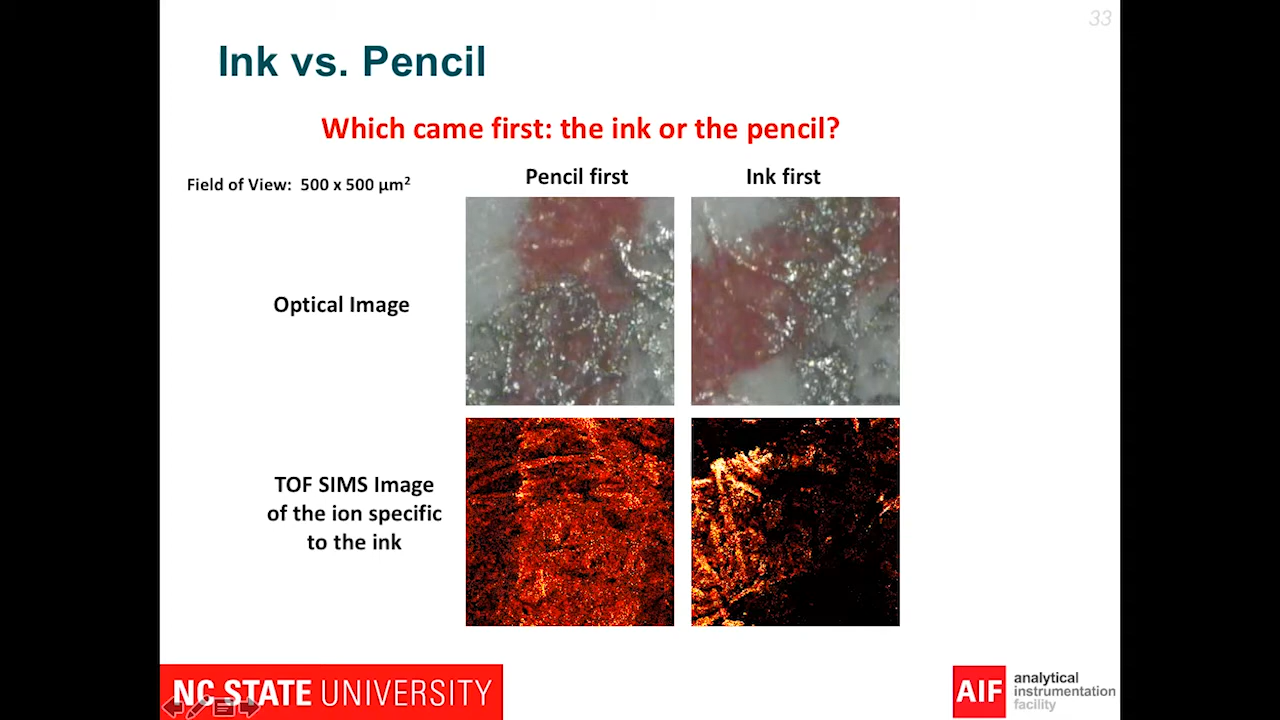 33
Ink vs. Pencil
Which came first: the ink or the pencil?
Field of View: 500 x 500 µm²
Pencil first
Ink first
Optical Image
TOF SIMS Image
of the ion specific
to the ink
NC STATE UNIVERSITY
AIF
analytical
instrumentation
facility